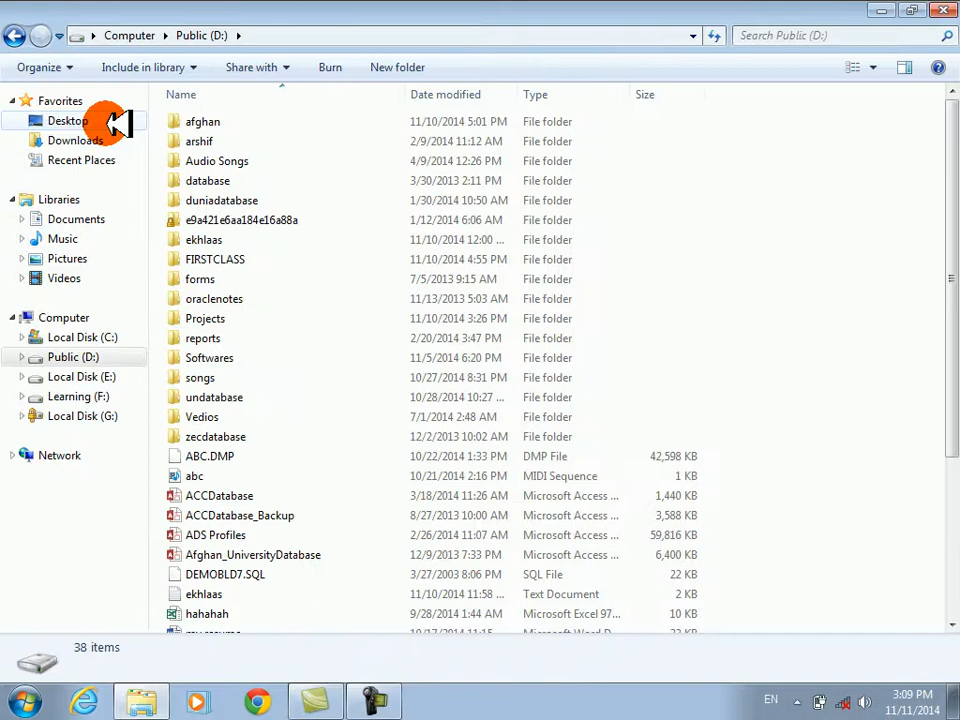 Computer Public (D:) Search Public (D:)
Organize Include in library Share with Burn New folder
Favorites
Desktop
Downloads
Recent Places
Libraries
Documents
Music
Pictures
Videos
Computer
Local Disk (C:)
Public (D:)
Local Disk (E:)
Learning (F:)
Local Disk (G:)
Network
Name Date modified Type Size
afghan 11/10/2014 5:01 PM File folder
arshif 2/9/2014 11:12 AM File folder
Audio Songs 4/9/2014 12:26 PM File folder
database 3/30/2013 2:11 PM File folder
duniadatabase 1/30/2014 10:50 AM File folder
e9a421e6aa184e16a88a 1/12/2014 6:06 AM File folder
ekhlaas 11/10/2014 12:00 ... File folder
FIRSTCLASS 11/10/2014 4:55 PM File folder
forms 7/5/2013 9:15 AM File folder
oraclenotes 11/13/2013 5:03 AM File folder
Projects 11/10/2014 3:26 PM File folder
reports 2/20/2014 3:47 PM File folder
Softwares 11/5/2014 6:20 PM File folder
songs 10/27/2014 8:31 PM File folder
undatabase 10/28/2014 10:27 ... File folder
Vedios 7/1/2014 2:48 AM File folder
zecdatabase 12/2/2013 10:02 AM File folder
ABC.DMP 10/22/2014 1:33 PM DMP File 42,598 KB
abc 10/21/2014 2:16 PM MIDI Sequence 1 KB
ACCDatabase 3/18/2014 11:26 AM Microsoft Access ... 1,440 KB
ACCDatabase_Backup 8/27/2013 10:00 AM Microsoft Access ... 3,588 KB
ADS Profiles 2/26/2014 11:07 AM Microsoft Access ... 59,816 KB
Afghan_UniversityDatabase 12/9/2013 7:33 PM Microsoft Access ... 6,400 KB
DEMOBLD7.SQL 3/27/2003 8:06 PM SQL File 22 KB
ekhlaas 11/10/2014 11:58 ... Text Document 2 KB
hahahah 9/28/2014 1:44 AM Microsoft Excel 97... 10 KB
38 items
EN 3:09 PM
11/11/2014